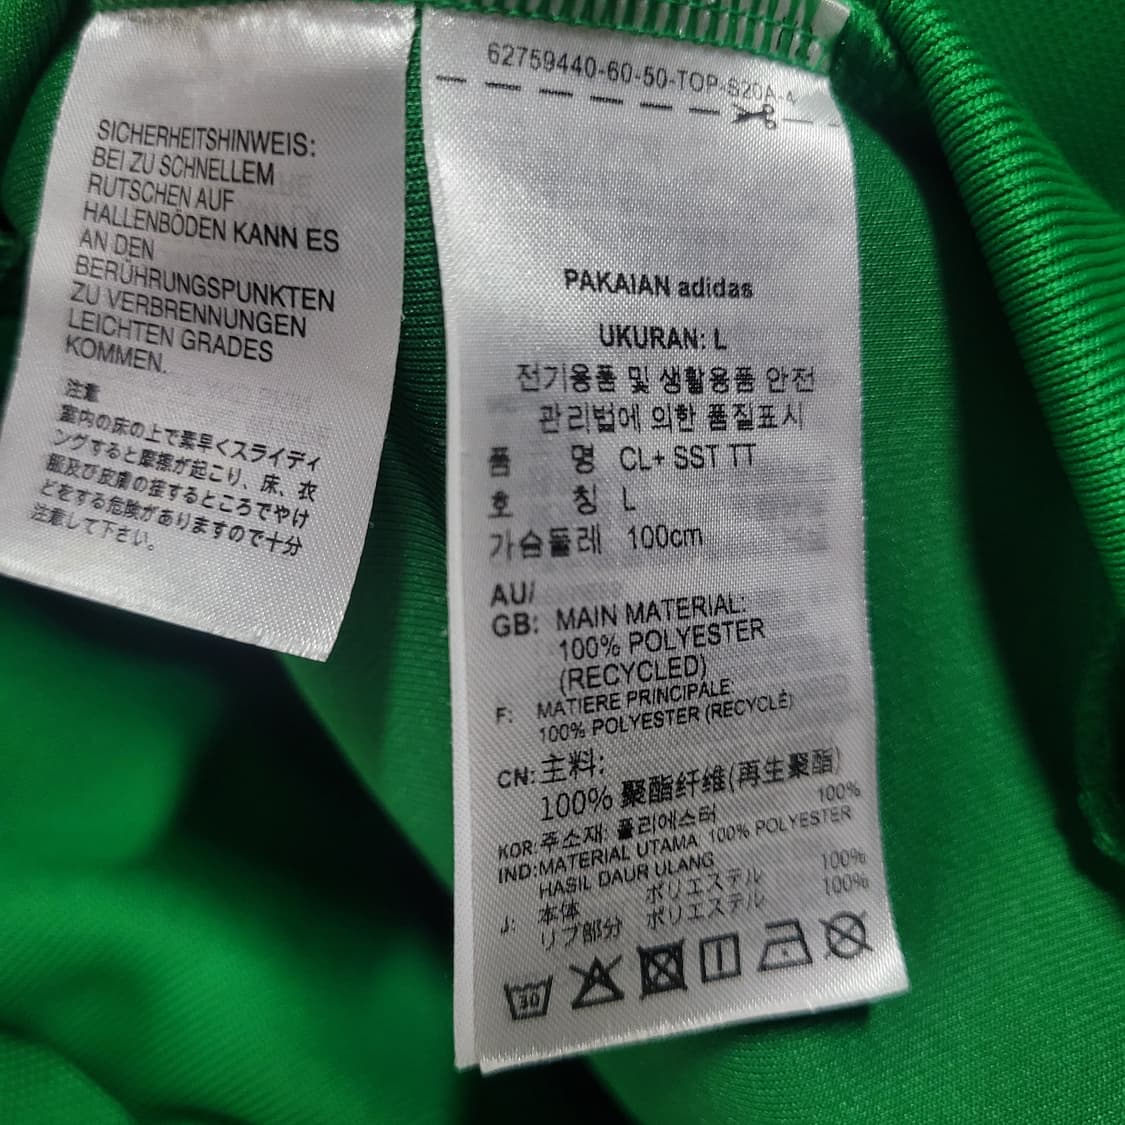 SICHERHEITSHINWEIS:
BEI ZU SCHNELLEM
RUTSCHEN AUF
HALLENBÖDEN KANN ES
AN DEN
BERÜHRUNGSPUNKTEN
ZU VERBRENNUNGEN
LEICHTEN GRADES
KOMMEN.
注意
室内の床の上で素早くスライディ
ングすると摩擦が起こり、床、衣
服及び皮膚の接するところでやけ
どをする危険がありますので十分
注意して下さい。
62759440-60-50-TOP-S20A-4
PAKAIAN adidas
UKURAN: L
전기용품 및 생활용품 안전
관리법에 의한 품질표시
품 명 CL+ SST TT
호 칭 L
가슴둘레 100cm
AU/
GB: MAIN MATERIAL:
100% POLYESTER
(RECYCLED)
F: MATIERE PRINCIPALE
100% POLYESTER (RECYCLÉ)
CN: 主料:
100% 聚酯纤维(再生聚酯)
KOR: 주소재: 폴리에스터 100%
IND: MATERIAL UTAMA 100% POLYESTER
HASIL DAUR ULANG
J: 本体 ポリエステル 100%
リブ部分 ポリエステル 100%
30